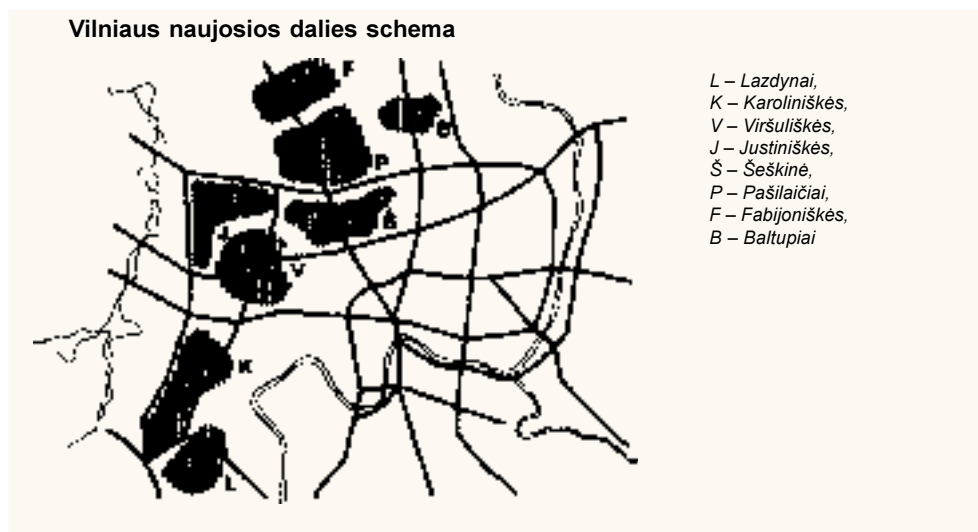 Vilniaus naujosios dalies schema
F
B
P
Š
J
V
K
L
L – Lazdynai,
K – Karoliniškės,
V – Viršuliškės,
J – Justiniškės,
Š – Šeškinė,
P – Pašilaičiai,
F – Fabijoniškės,
B – Baltupiai